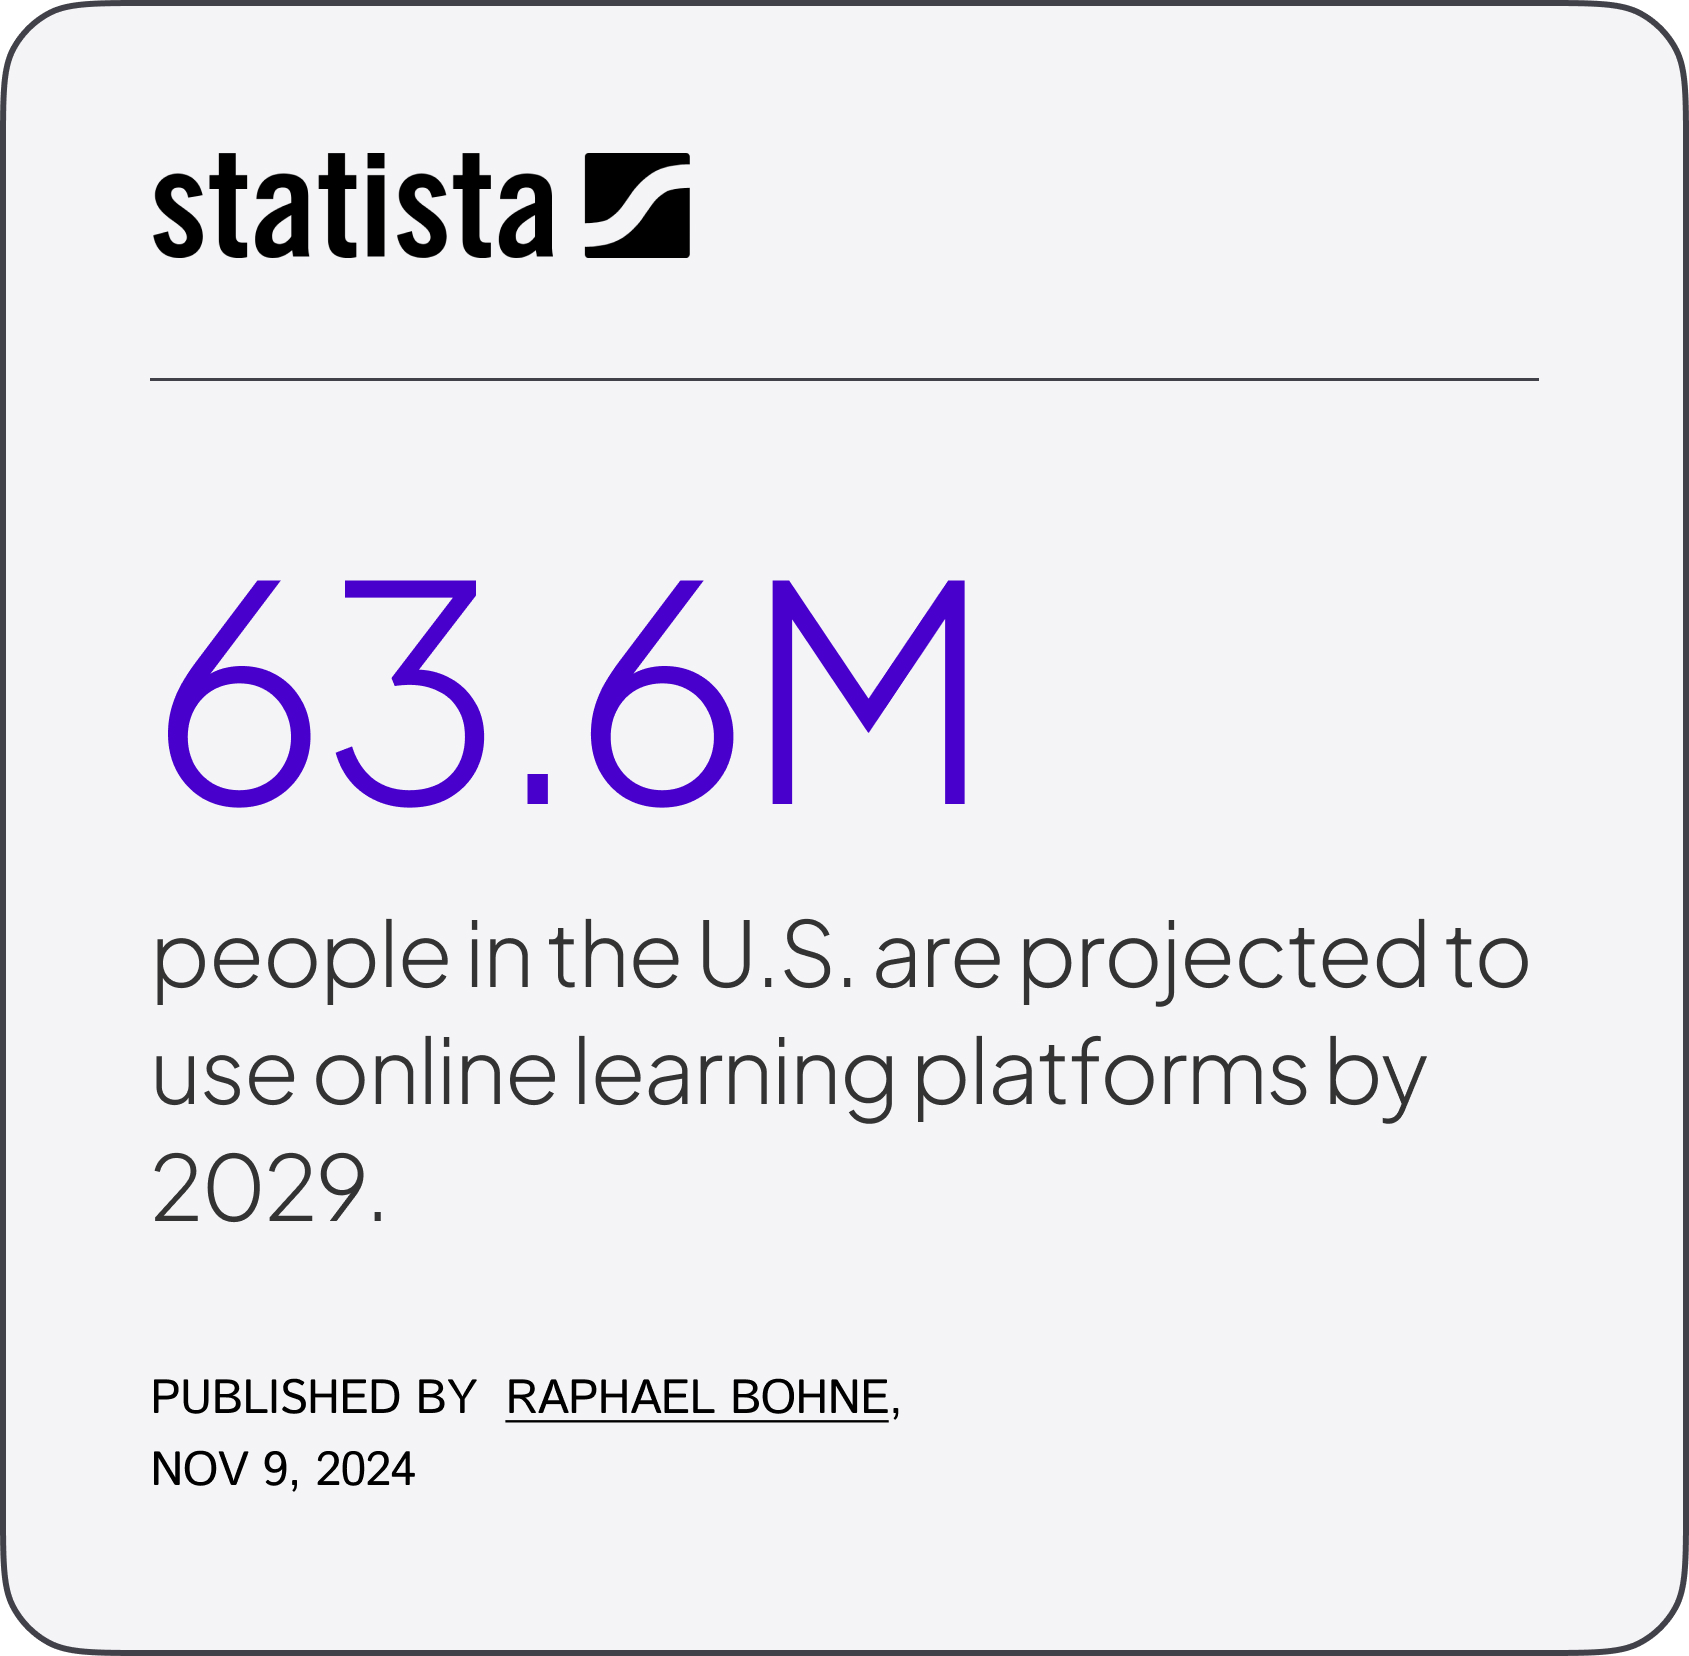 statista
63.6M
people in the U.S. are projected to
use online learning platforms by
2029.
PUBLISHED BY RAPHAEL BOHNE,
NOV 9, 2024